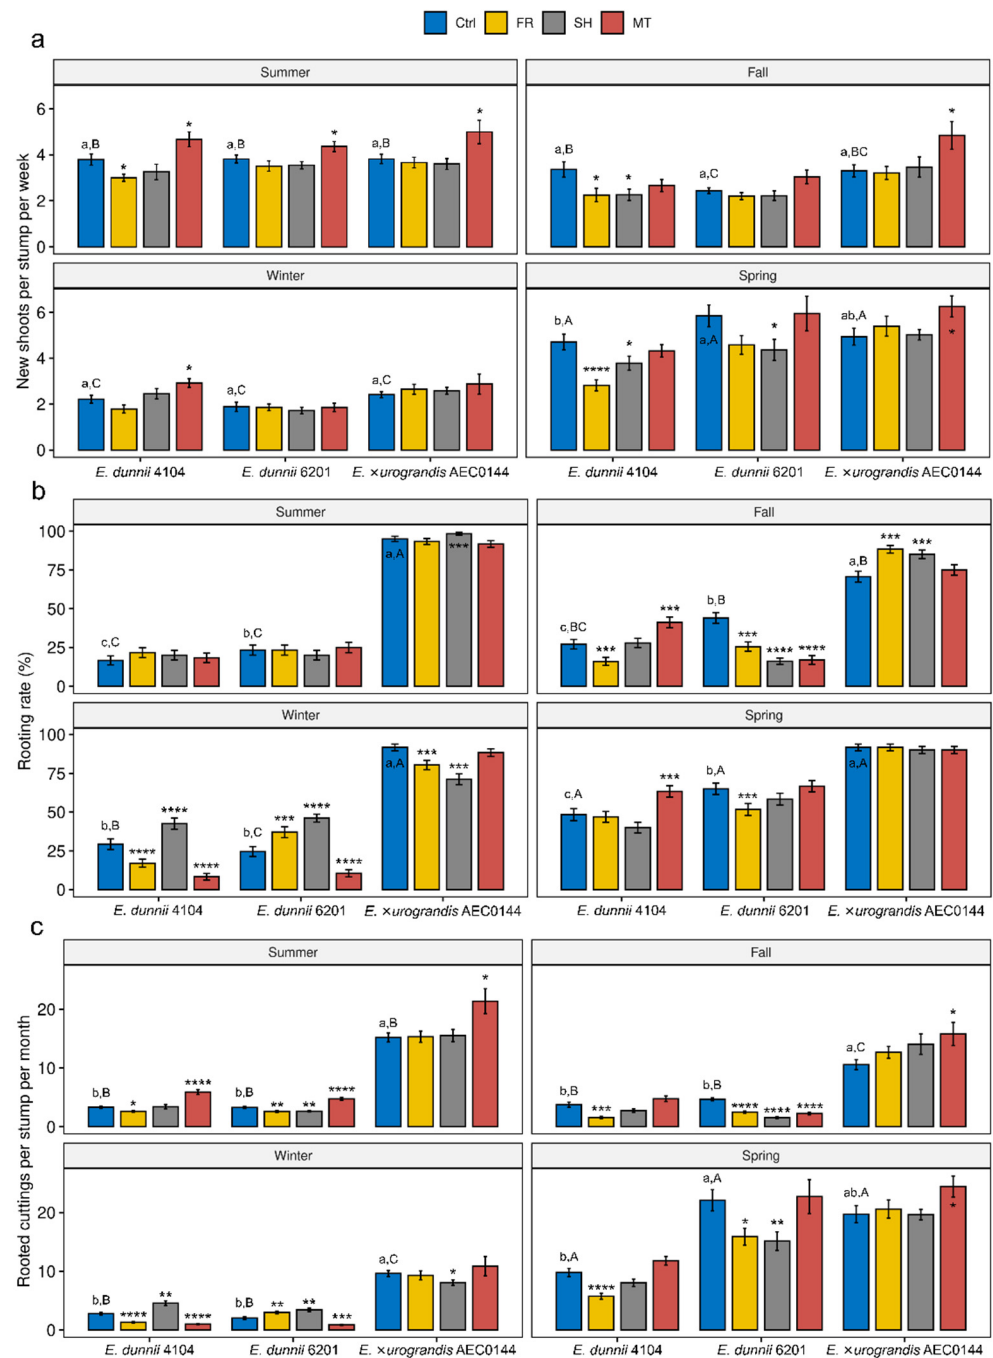 Ctrl FR SH MT
a
Summer Fall
New shoots per stump per week
6
4
2
0
a,B * * a,B * a,B *
a,B * * a,C a,BC *
Winter Spring
6
4
2
0
a,C * a,C a,C
b,A **** * a,A * ab,A *
E. dunnii 4104 E. dunnii 6201 E. ×urograndis AEC0144 E. dunnii 4104 E. dunnii 6201 E. ×urograndis AEC0144
b
Summer Fall
Rooting rate (%)
100
75
50
25
0
c,C b,C a,A ***
c,BC *** *** b,B *** **** **** a,B *** ***
Winter Spring
100
75
50
25
0
b,B **** **** **** b,C *** **** **** a,A *** ***
c,A *** b,A *** a,A
E. dunnii 4104 E. dunnii 6201 E. ×urograndis AEC0144 E. dunnii 4104 E. dunnii 6201 E. ×urograndis AEC0144
c
Summer Fall
Rooted cuttings per stump per month
20
10
0
b,B * **** b,B ** ** **** a,B *
b,B *** b,B **** **** **** a,C *
Winter Spring
20
10
0
b,B **** ** **** b,B ** ** *** a,C *
b,A **** a,A * ** ab,A *
E. dunnii 4104 E. dunnii 6201 E. ×urograndis AEC0144 E. dunnii 4104 E. dunnii 6201 E. ×urograndis AEC0144